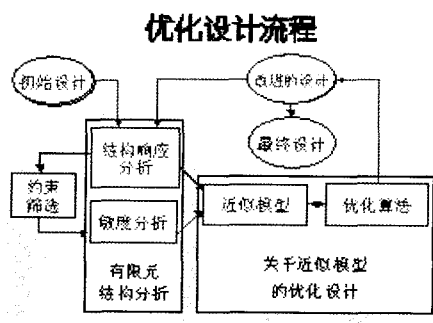 优化设计流程
初始设计
改进的设计
最终设计
结构响应
分析
约束
筛选
敏度分析
近似模型
优化算法
有限元
结构分析
关于近似模型
的优化设计